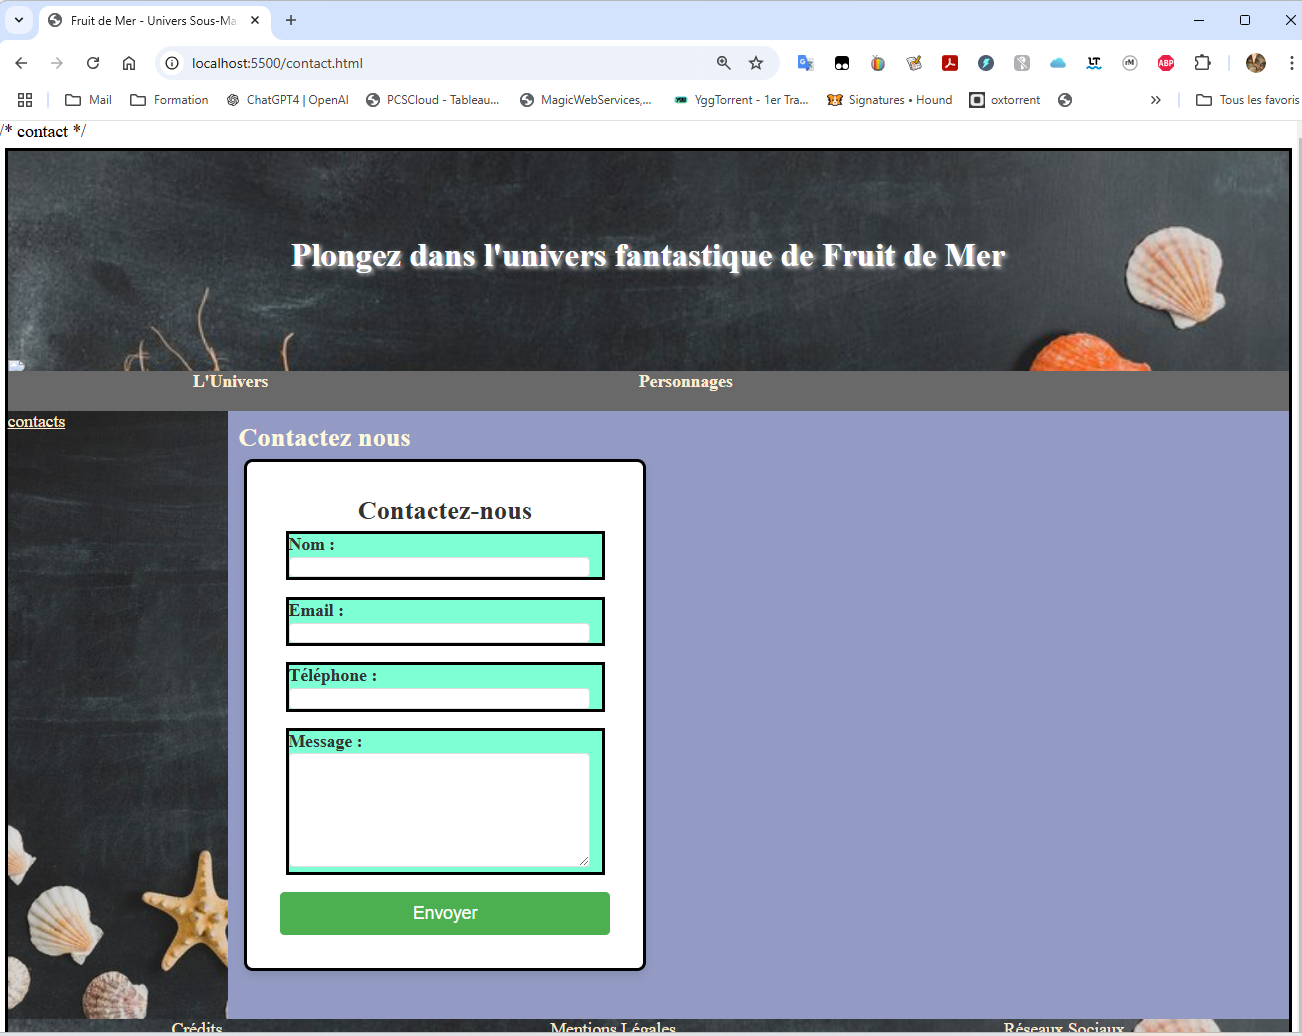 Fruit de Mer - Univers Sous-Ma
localhost:5500/contact.html
Mail Formation ChatGPT4 | OpenAI PCSCloud - Tableau... MagicWebServices,... YggTorrent - 1er Tra... Signatures • Hound oxtorrent » Tous les favoris
/* contact */
Plongez dans l'univers fantastique de Fruit de Mer
L'Univers Personnages
contacts
Contactez nous
Contactez-nous
Nom :
Email :
Téléphone :
Message :
Envoyer
Crédits Mentions Légales Réseaux Sociaux